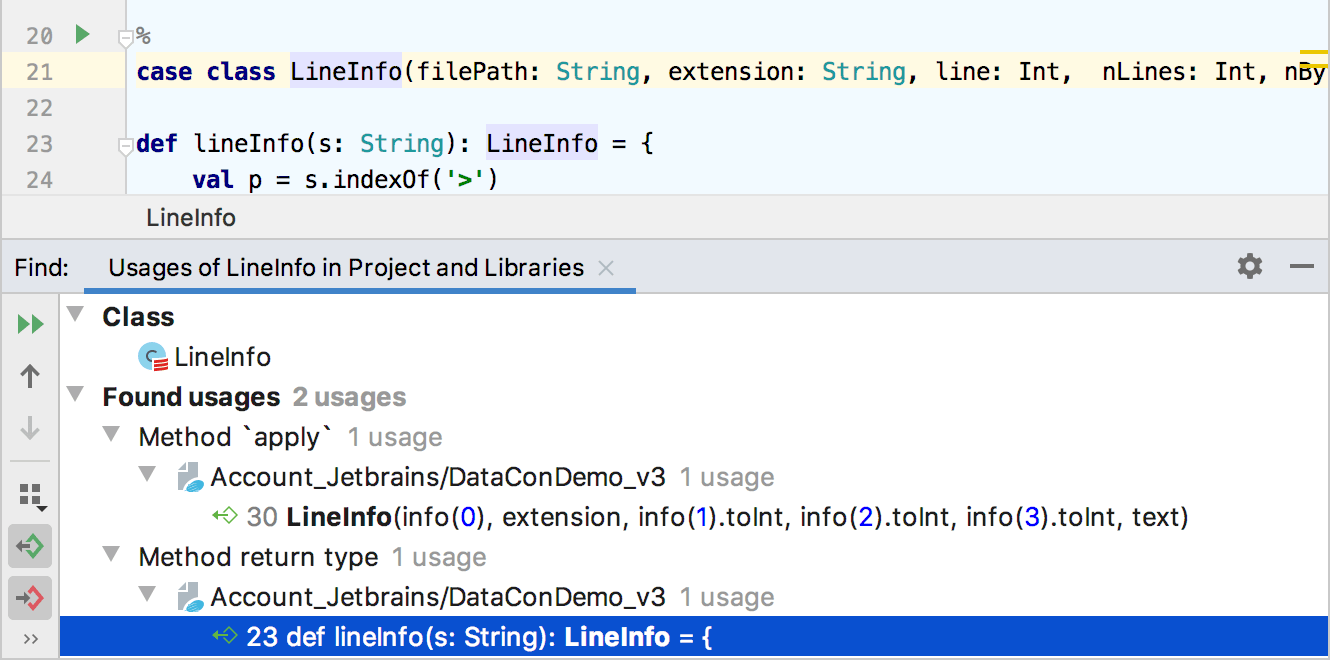 20 %
21 case class LineInfo(filePath: String, extension: String, line: Int,  nLines: Int, nBy
22
23 def lineInfo(s: String): LineInfo = {
24 val p = s.indexOf('>')
LineInfo
Find: Usages of LineInfo in Project and Libraries
Class
LineInfo
Found usages 2 usages
Method `apply` 1 usage
Account_Jetbrains/DataConDemo_v3 1 usage
30 LineInfo(info(0), extension, info(1).toInt, info(2).toInt, info(3).toInt, text)
Method return type 1 usage
Account_Jetbrains/DataConDemo_v3 1 usage
23 def lineInfo(s: String): LineInfo = {